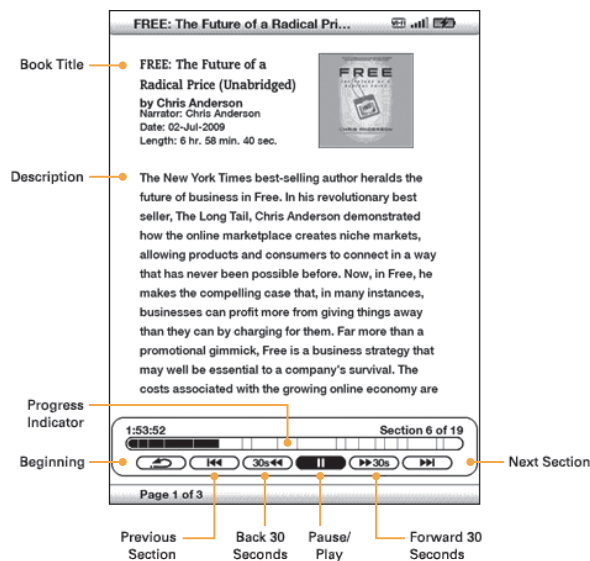 FREE: The Future of a Radical Pri...
Book Title
FREE: The Future of a
Radical Price (Unabridged)
by Chris Anderson
Narrator: Chris Anderson
Date: 02-Jul-2009
Length: 6 hr. 58 min. 40 sec.
FREE
THE FUTURE OF A
RADICAL PRICE
CHRIS ANDERSON
Description
The New York Times best-selling author heralds the
future of business in Free. In his revolutionary best
seller, The Long Tail, Chris Anderson demonstrated
how the online marketplace creates niche markets,
allowing products and consumers to connect in a way
that has never been possible before. Now, in Free, he
makes the compelling case that, in many instances,
businesses can profit more from giving things away
than they can by charging for them. Far more than a
promotional gimmick, Free is a business strategy that
may well be essential to a company's survival. The
costs associated with the growing online economy are
Progress
Indicator
1:53:52 Section 6 of 19
Beginning
30s
30s
Next Section
Page 1 of 3
Previous
Section
Back 30
Seconds
Pause/
Play
Forward 30
Seconds